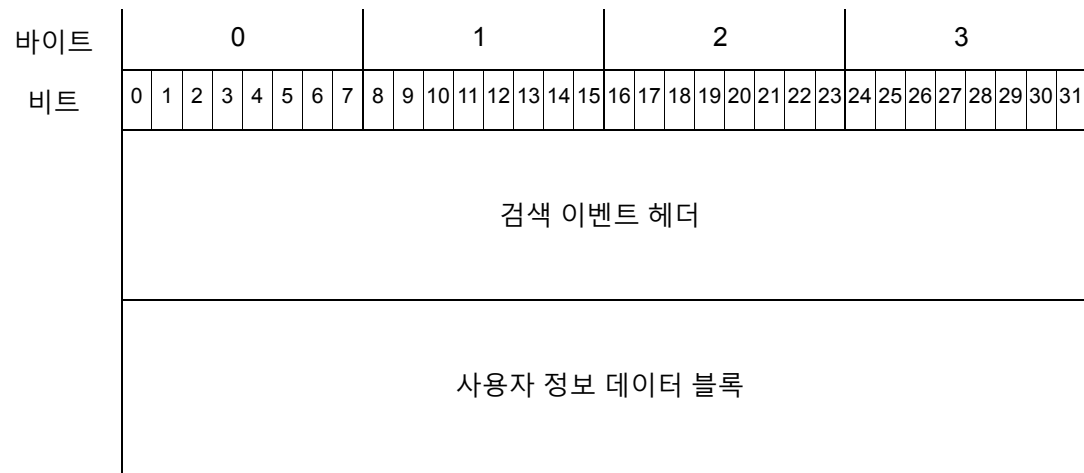 바이트 0 1 2 3
비트 0 1 2 3 4 5 6 7 8 9 10 11 12 13 14 15 16 17 18 19 20 21 22 23 24 25 26 27 28 29 30 31
검색 이벤트 헤더
사용자 정보 데이터 블록